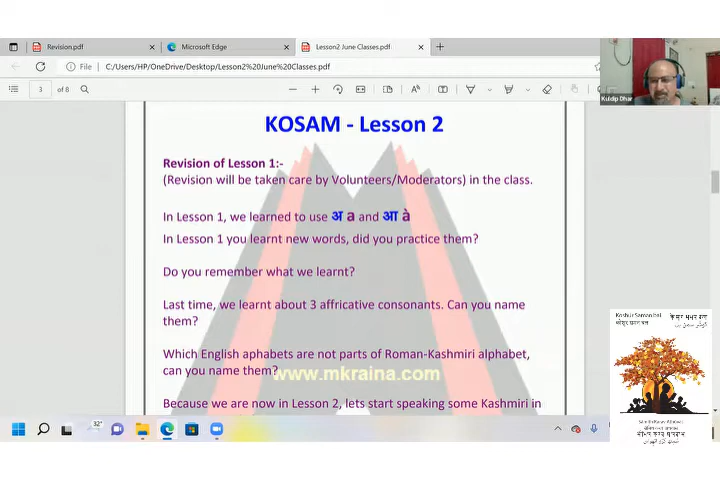 Revision.pdf
Microsoft Edge
Lesson2 June Classes.pdf
File
C:/Users/HP/OneDrive/Desktop/Lesson2%20June%20Classes.pdf
Kuldip Dhar
3 of 8
KOSAM - Lesson 2
Revision of Lesson 1:-
(Revision will be taken care by Volunteers/Moderators) in the class.
In Lesson 1, we learned to use अ a and आ à
In Lesson 1 you learnt new words, did you practice them?
Do you remember what we learnt?
Last time, we learnt about 3 affricative consonants. Can you name
them?
Which English aphabets are not parts of Roman-Kashmiri alphabet,
can you name them?
www.mkraina.com
Because we are now in Lesson 2, lets start speaking some Kashmiri in
Koshur Saman bal
32°